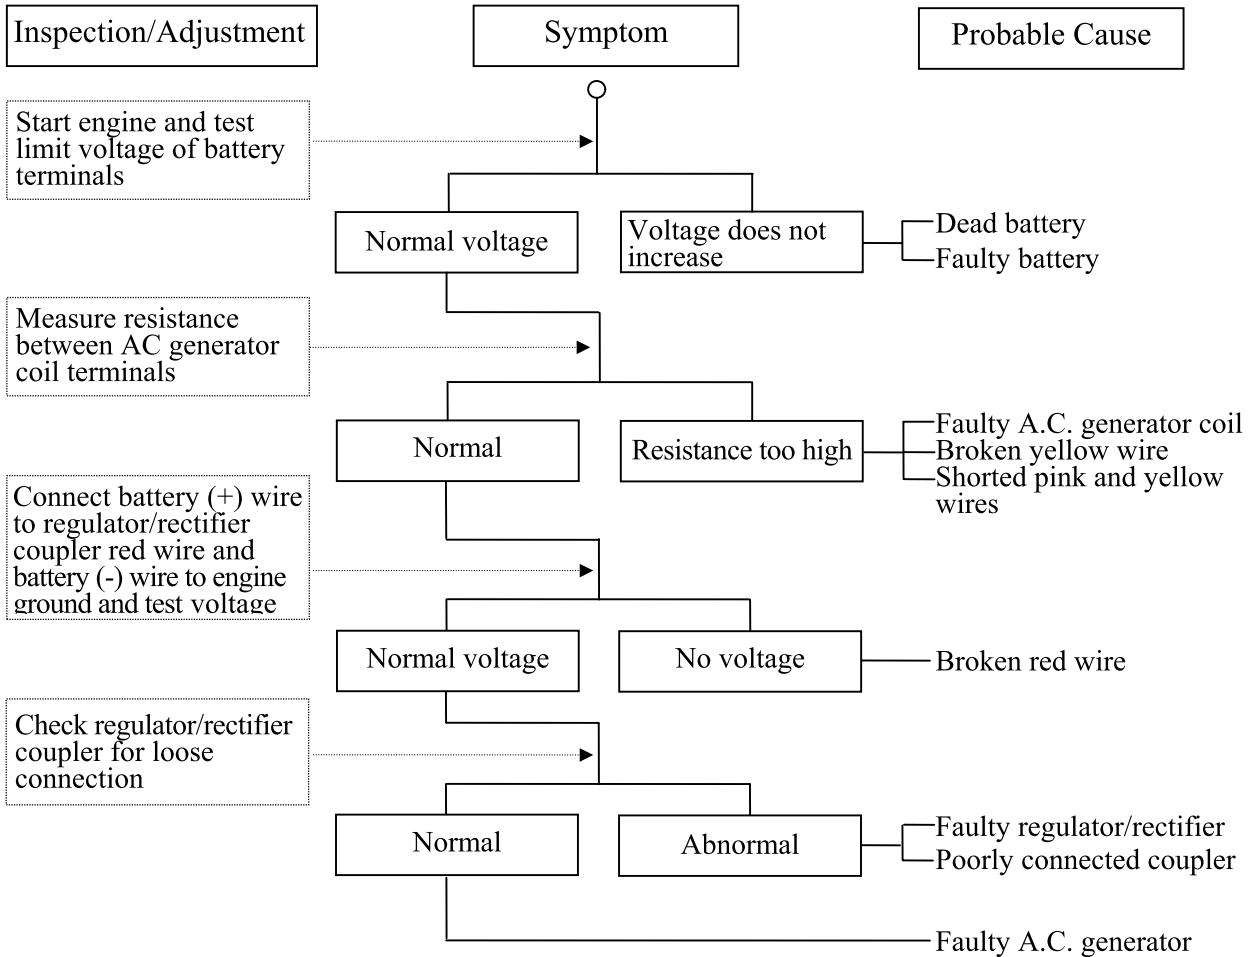 Inspection/Adjustment
Symptom
Probable Cause
Start engine and test
limit voltage of battery
terminals
Normal voltage
Voltage does not
increase
Dead battery
Faulty battery
Measure resistance
between AC generator
coil terminals
Normal
Resistance too high
Faulty A.C. generator coil
Broken yellow wire
Shorted pink and yellow
wires
Connect battery (+) wire
to regulator/rectifier
coupler red wire and
battery (-) wire to engine
ground and test voltage
Normal voltage
No voltage
Broken red wire
Check regulator/rectifier
coupler for loose
connection
Normal
Abnormal
Faulty regulator/rectifier
Poorly connected coupler
Faulty A.C. generator